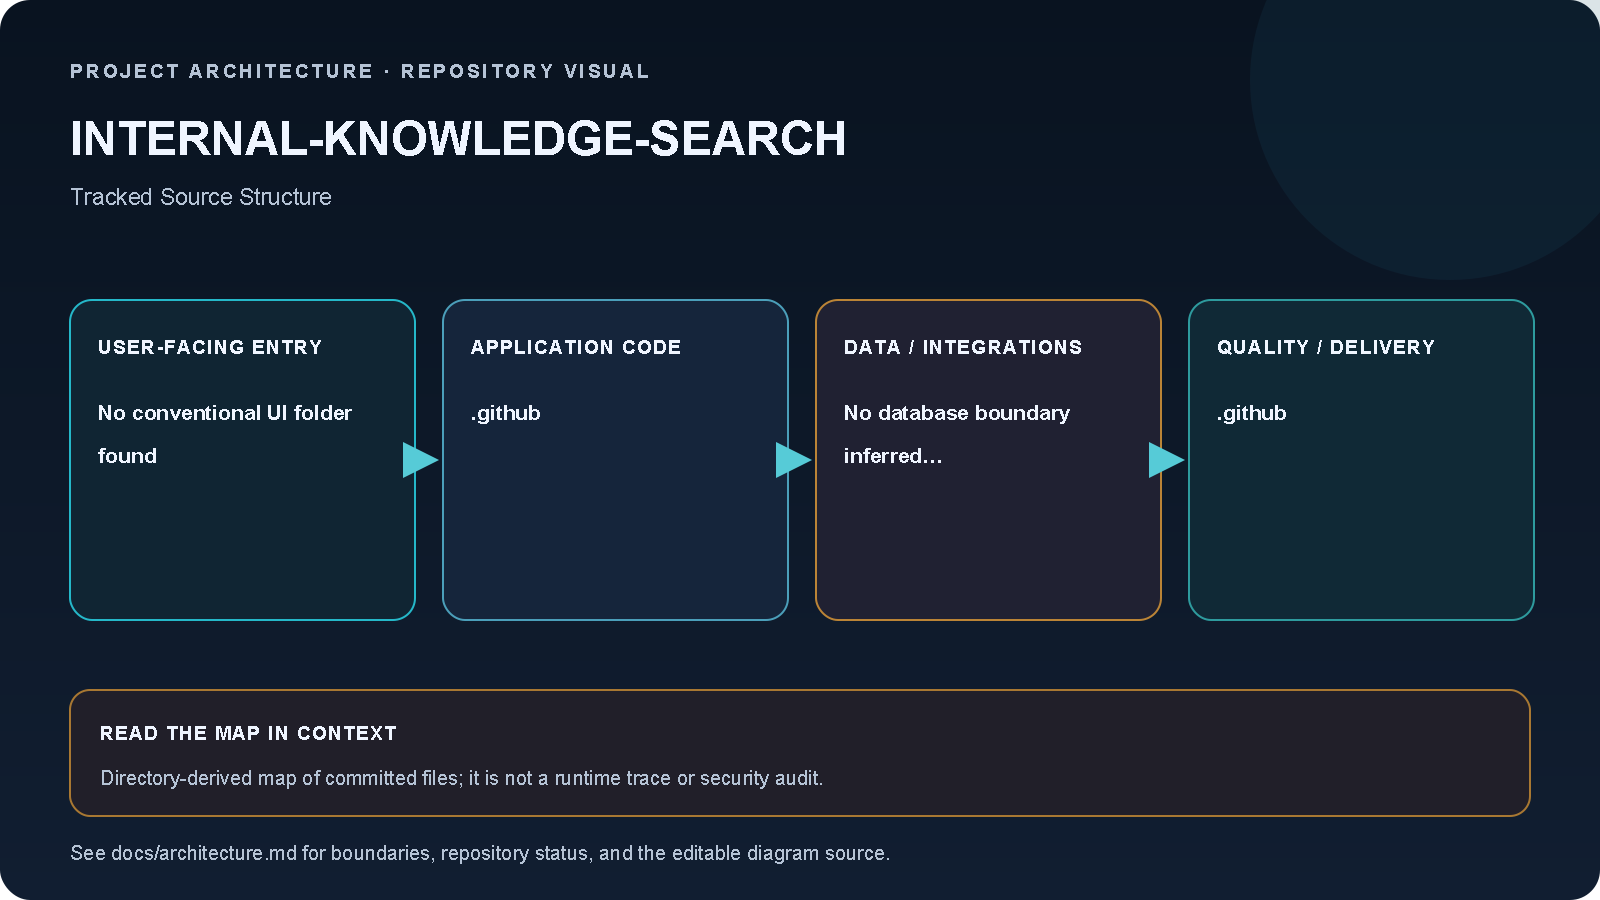 PROJECT ARCHITECTURE · REPOSITORY VISUAL
INTERNAL-KNOWLEDGE-SEARCH
Tracked Source Structure
USER-FACING ENTRY
No conventional UI folder
found
APPLICATION CODE
.github
DATA / INTEGRATIONS
No database boundary
inferred…
QUALITY / DELIVERY
.github
READ THE MAP IN CONTEXT
Directory-derived map of committed files; it is not a runtime trace or security audit.
See docs/architecture.md for boundaries, repository status, and the editable diagram source.